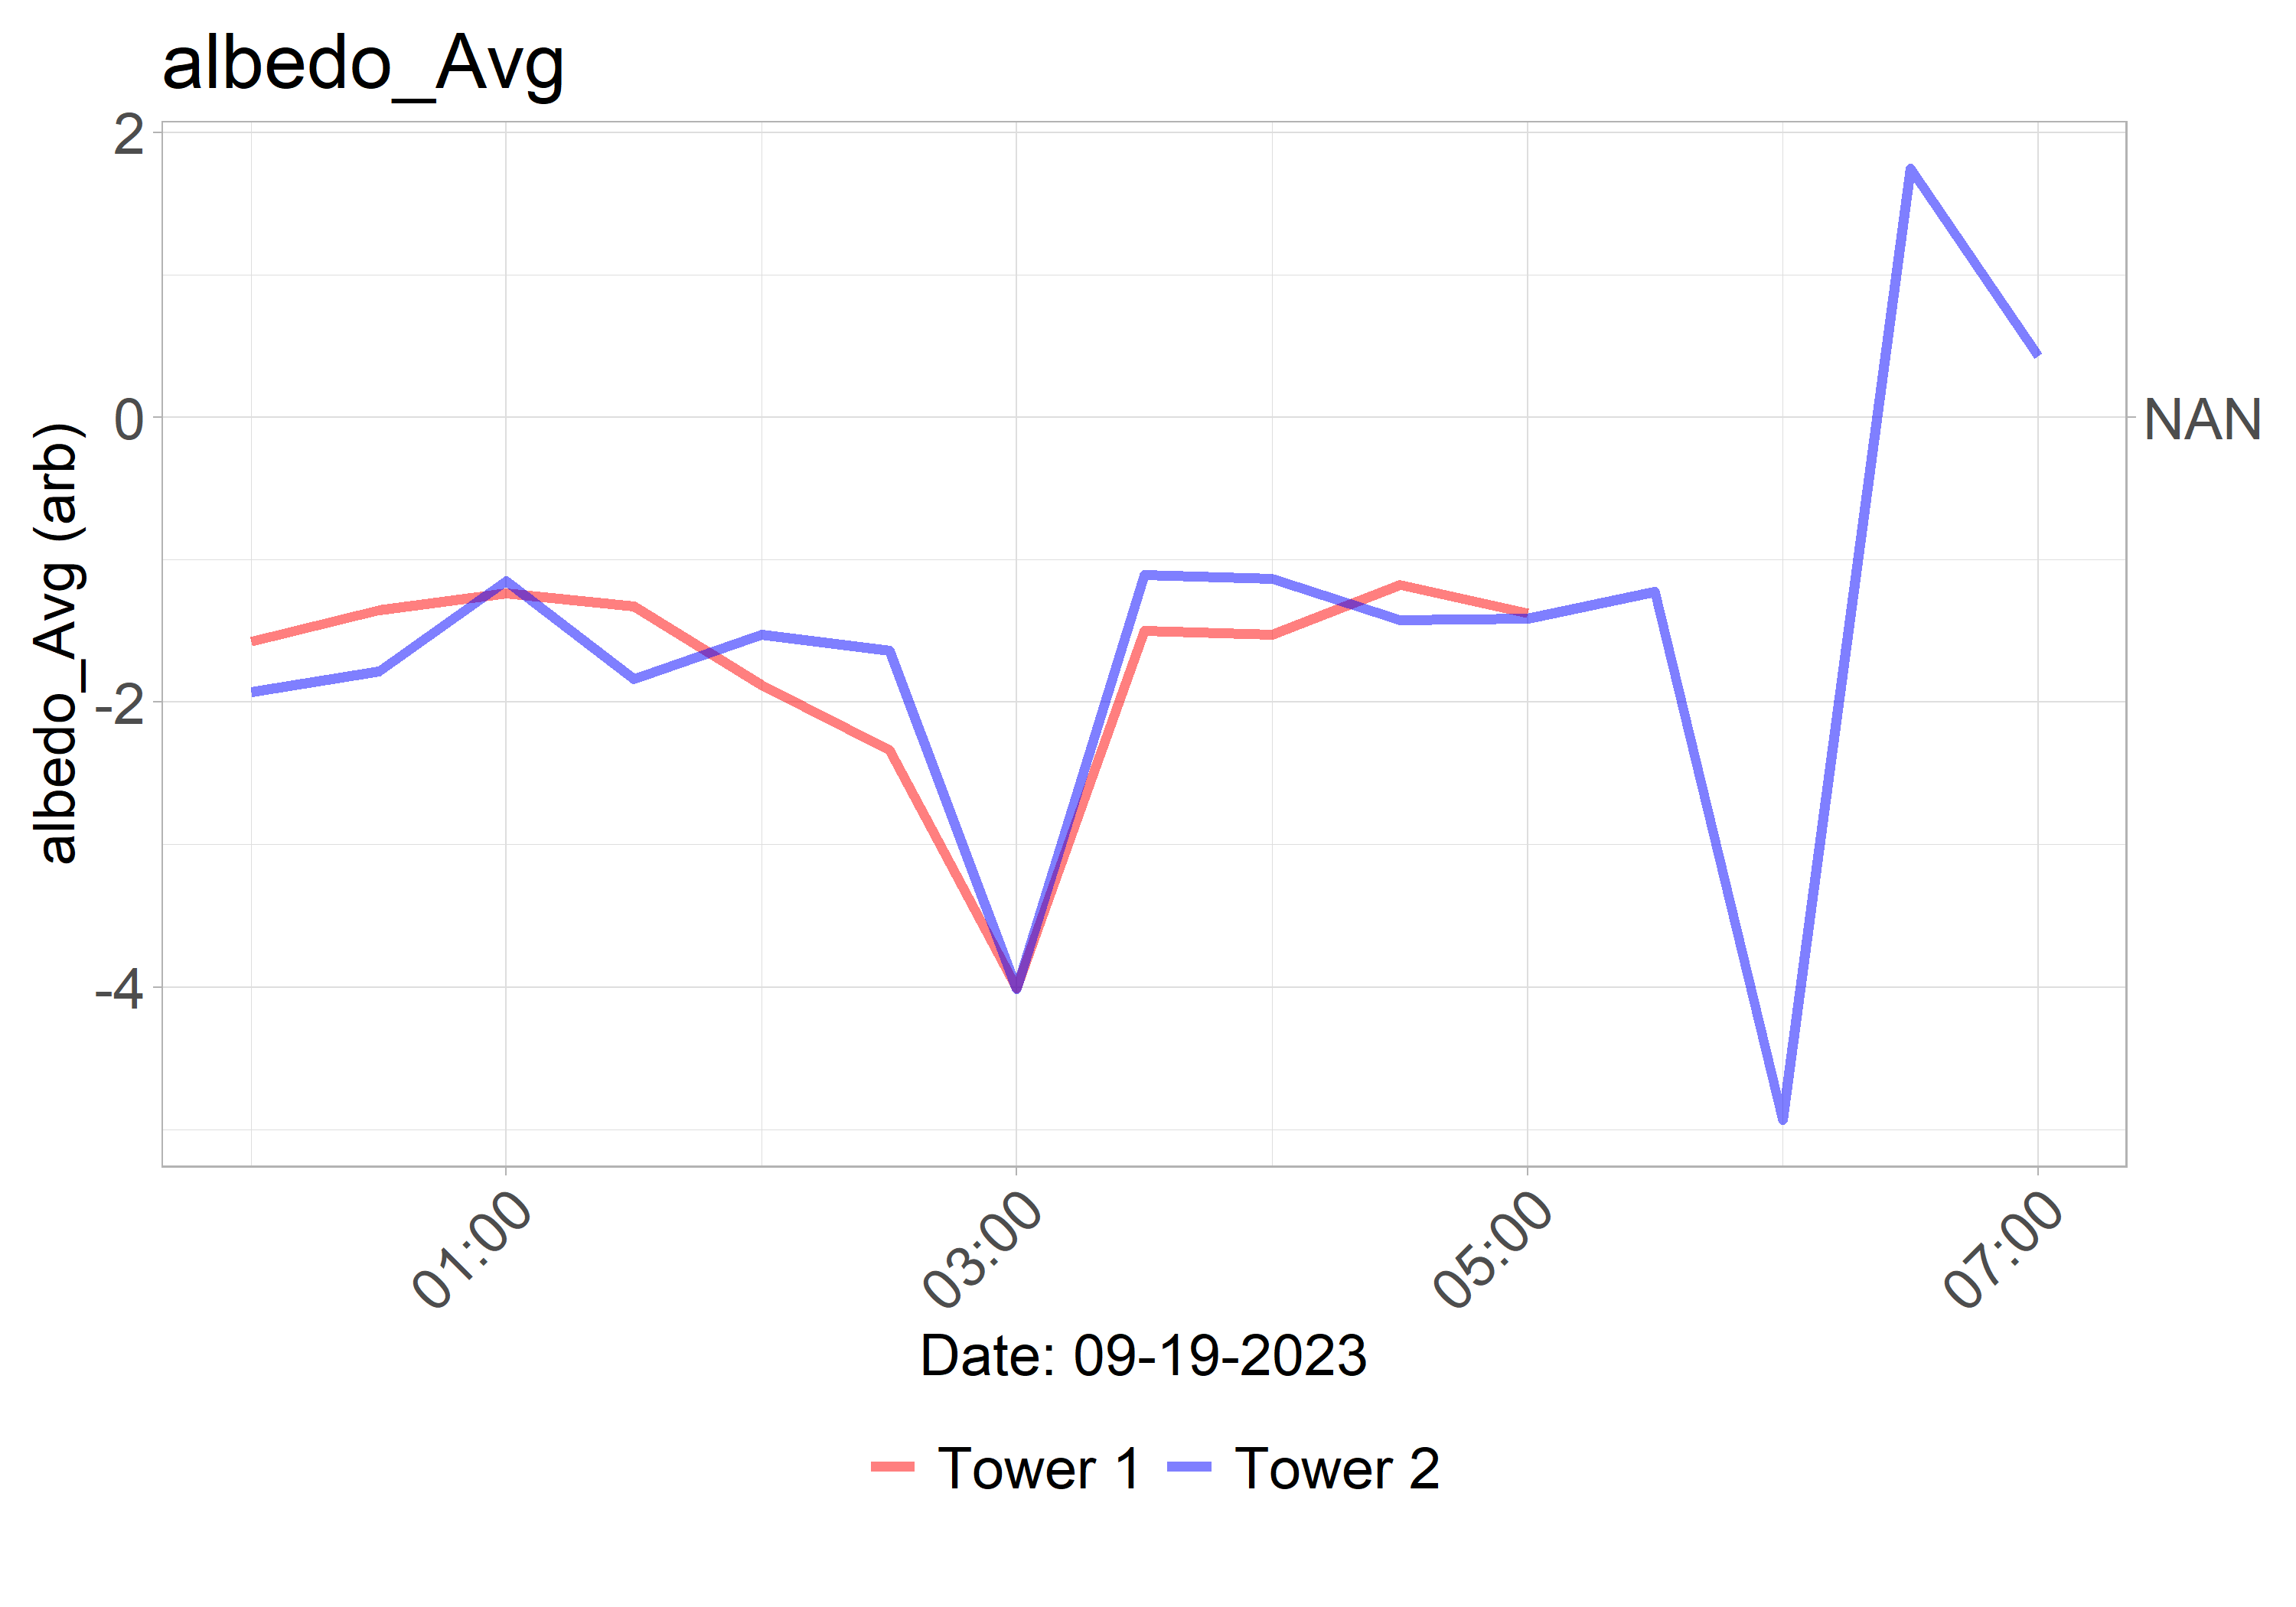 albedo_Avg
albedo_Avg (arb)
2
0
-2
-4
NAN
01:00
03:00
05:00
07:00
Date: 09-19-2023
Tower 1
Tower 2